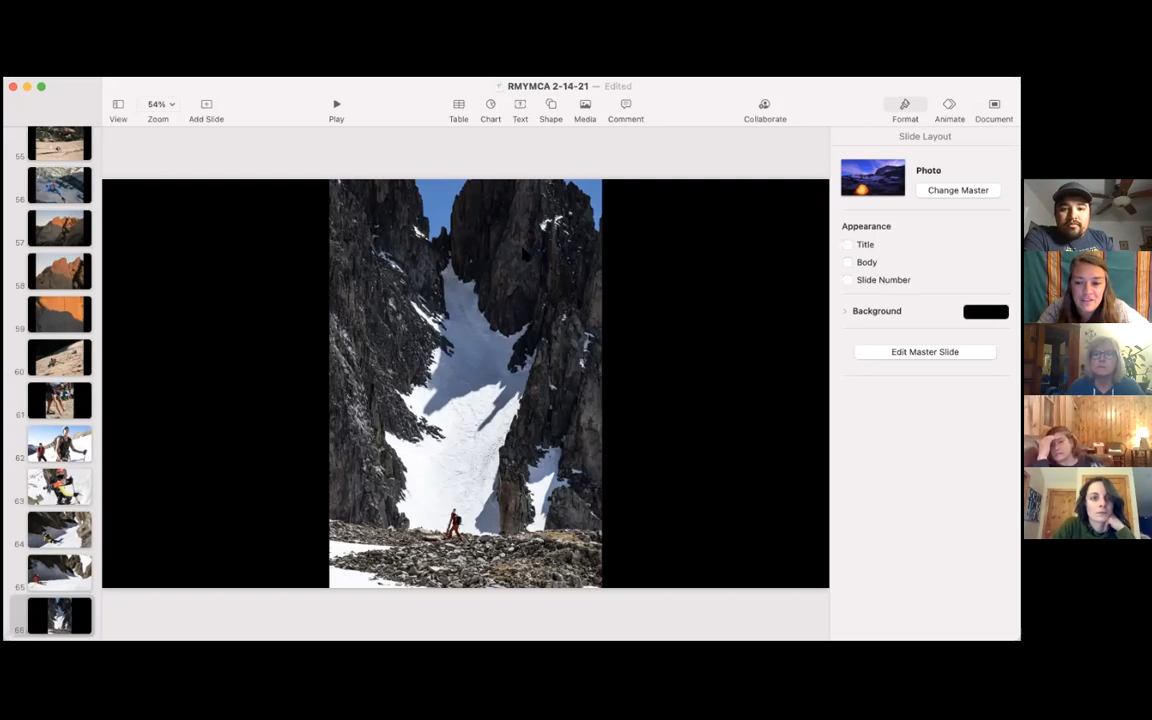 RMYMCA 2-14-21 — Edited
54%
View Zoom Add Slide Play Table Chart Text Shape Media Comment Collaborate Format Animate Document
Slide Layout
Photo
Change Master
Appearance
Title
Body
Slide Number
Background
Edit Master Slide
55
56
57
58
59
60
61
62
63
64
65
66